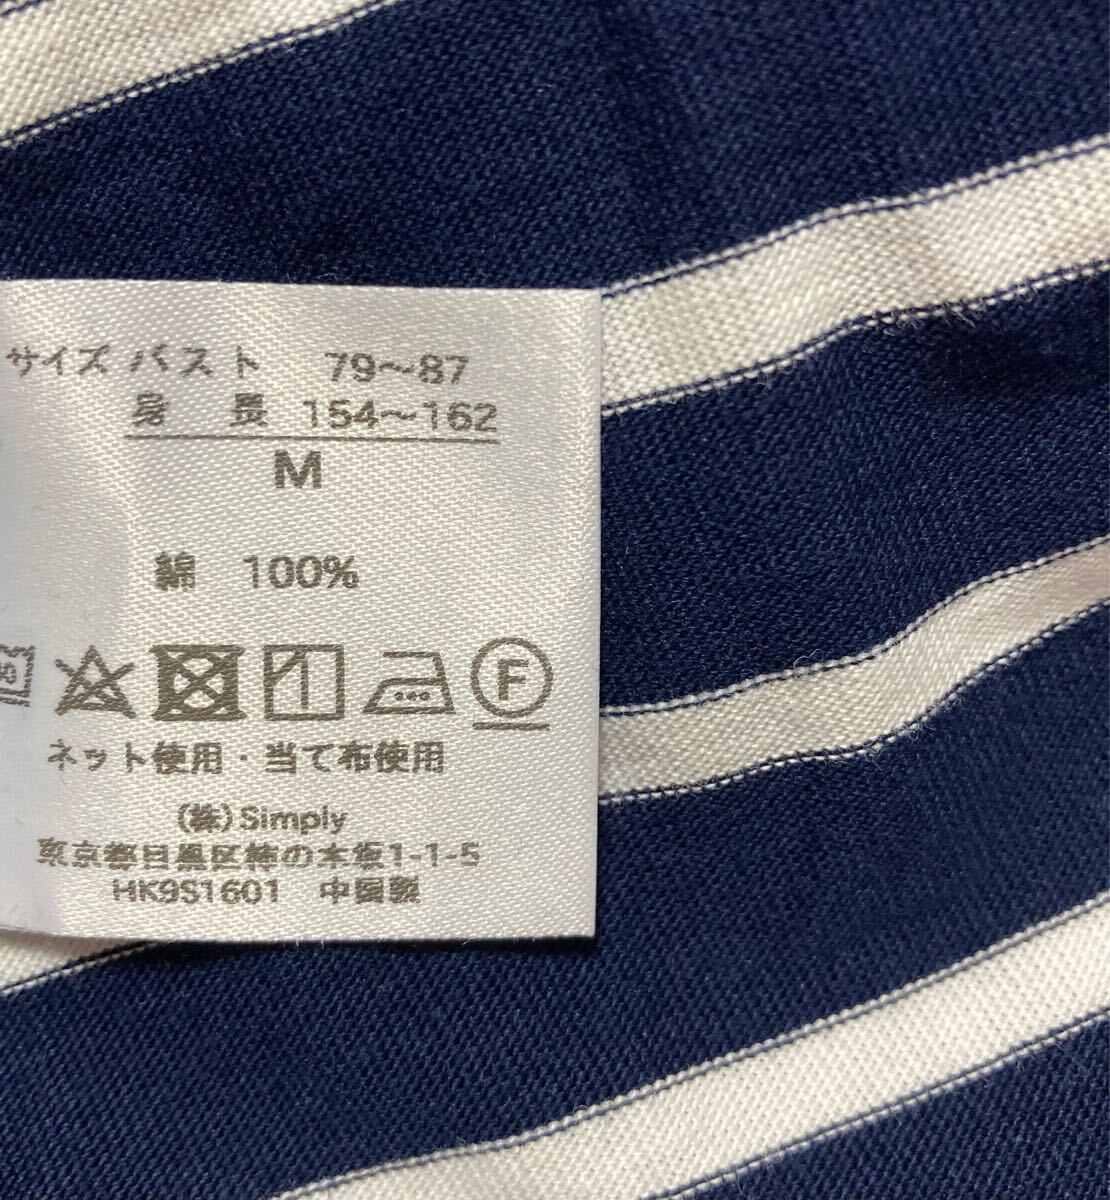 サイズ バスト 79～87
身 長 154～162
M
綿 100%
F
ネット使用・当て布使用
(株)Simply
東京都目黒区柿の木坂1-1-5
HK9S1601 中国製